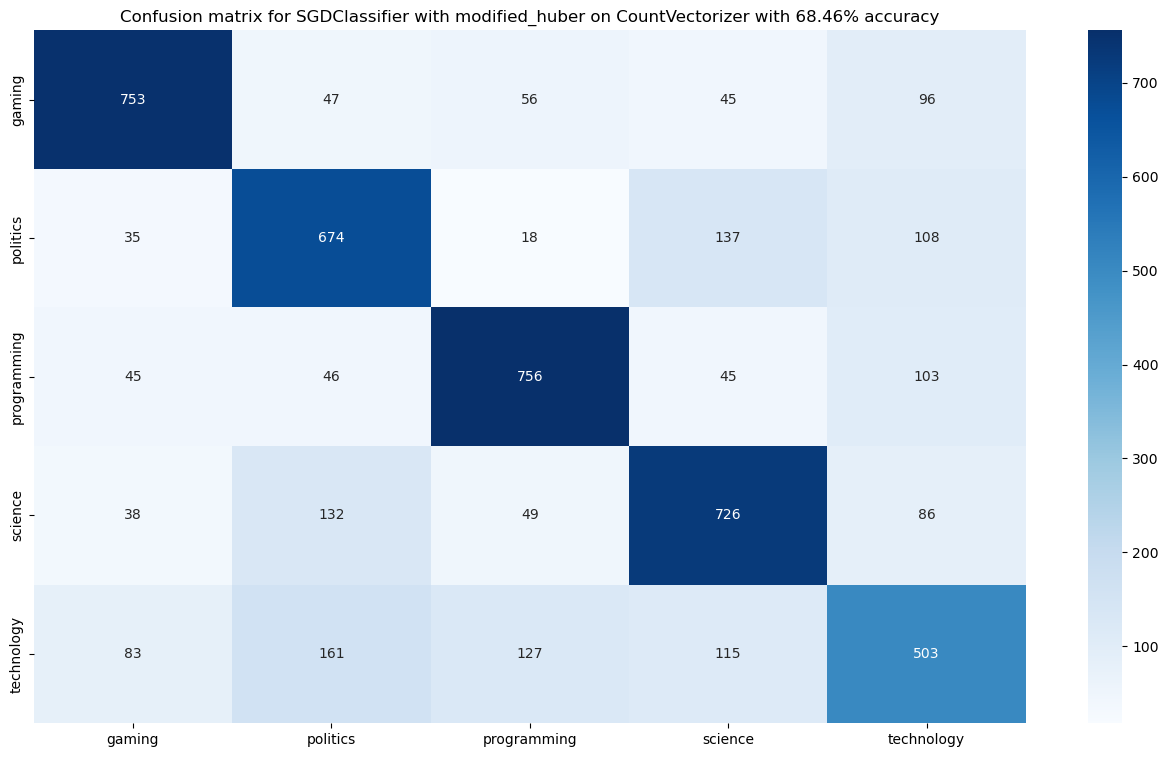 Confusion matrix for SGDClassifier with modified_huber on CountVectorizer with 68.46% accuracy
gaming 753 47 56 45 96
politics 35 674 18 137 108
programming 45 46 756 45 103
science 38 132 49 726 86
technology 83 161 127 115 503
gaming politics programming science technology
700
600
500
400
300
200
100